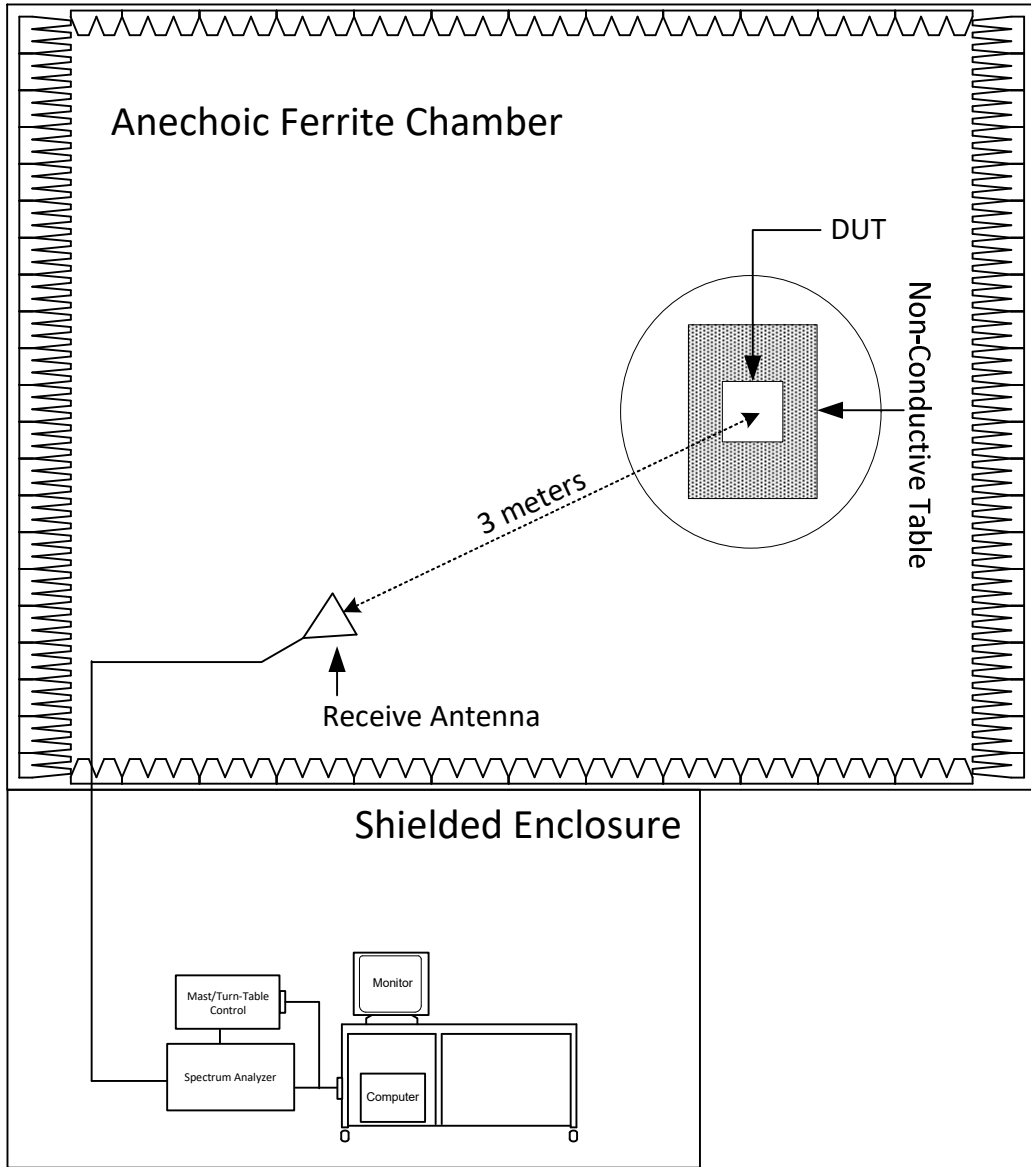 Anechoic Ferrite Chamber
DUT
Non-Conductive Table
3 meters
Receive Antenna
Shielded Enclosure
Monitor
Mast/Turn-Table
Control
Spectrum Analyzer
Computer